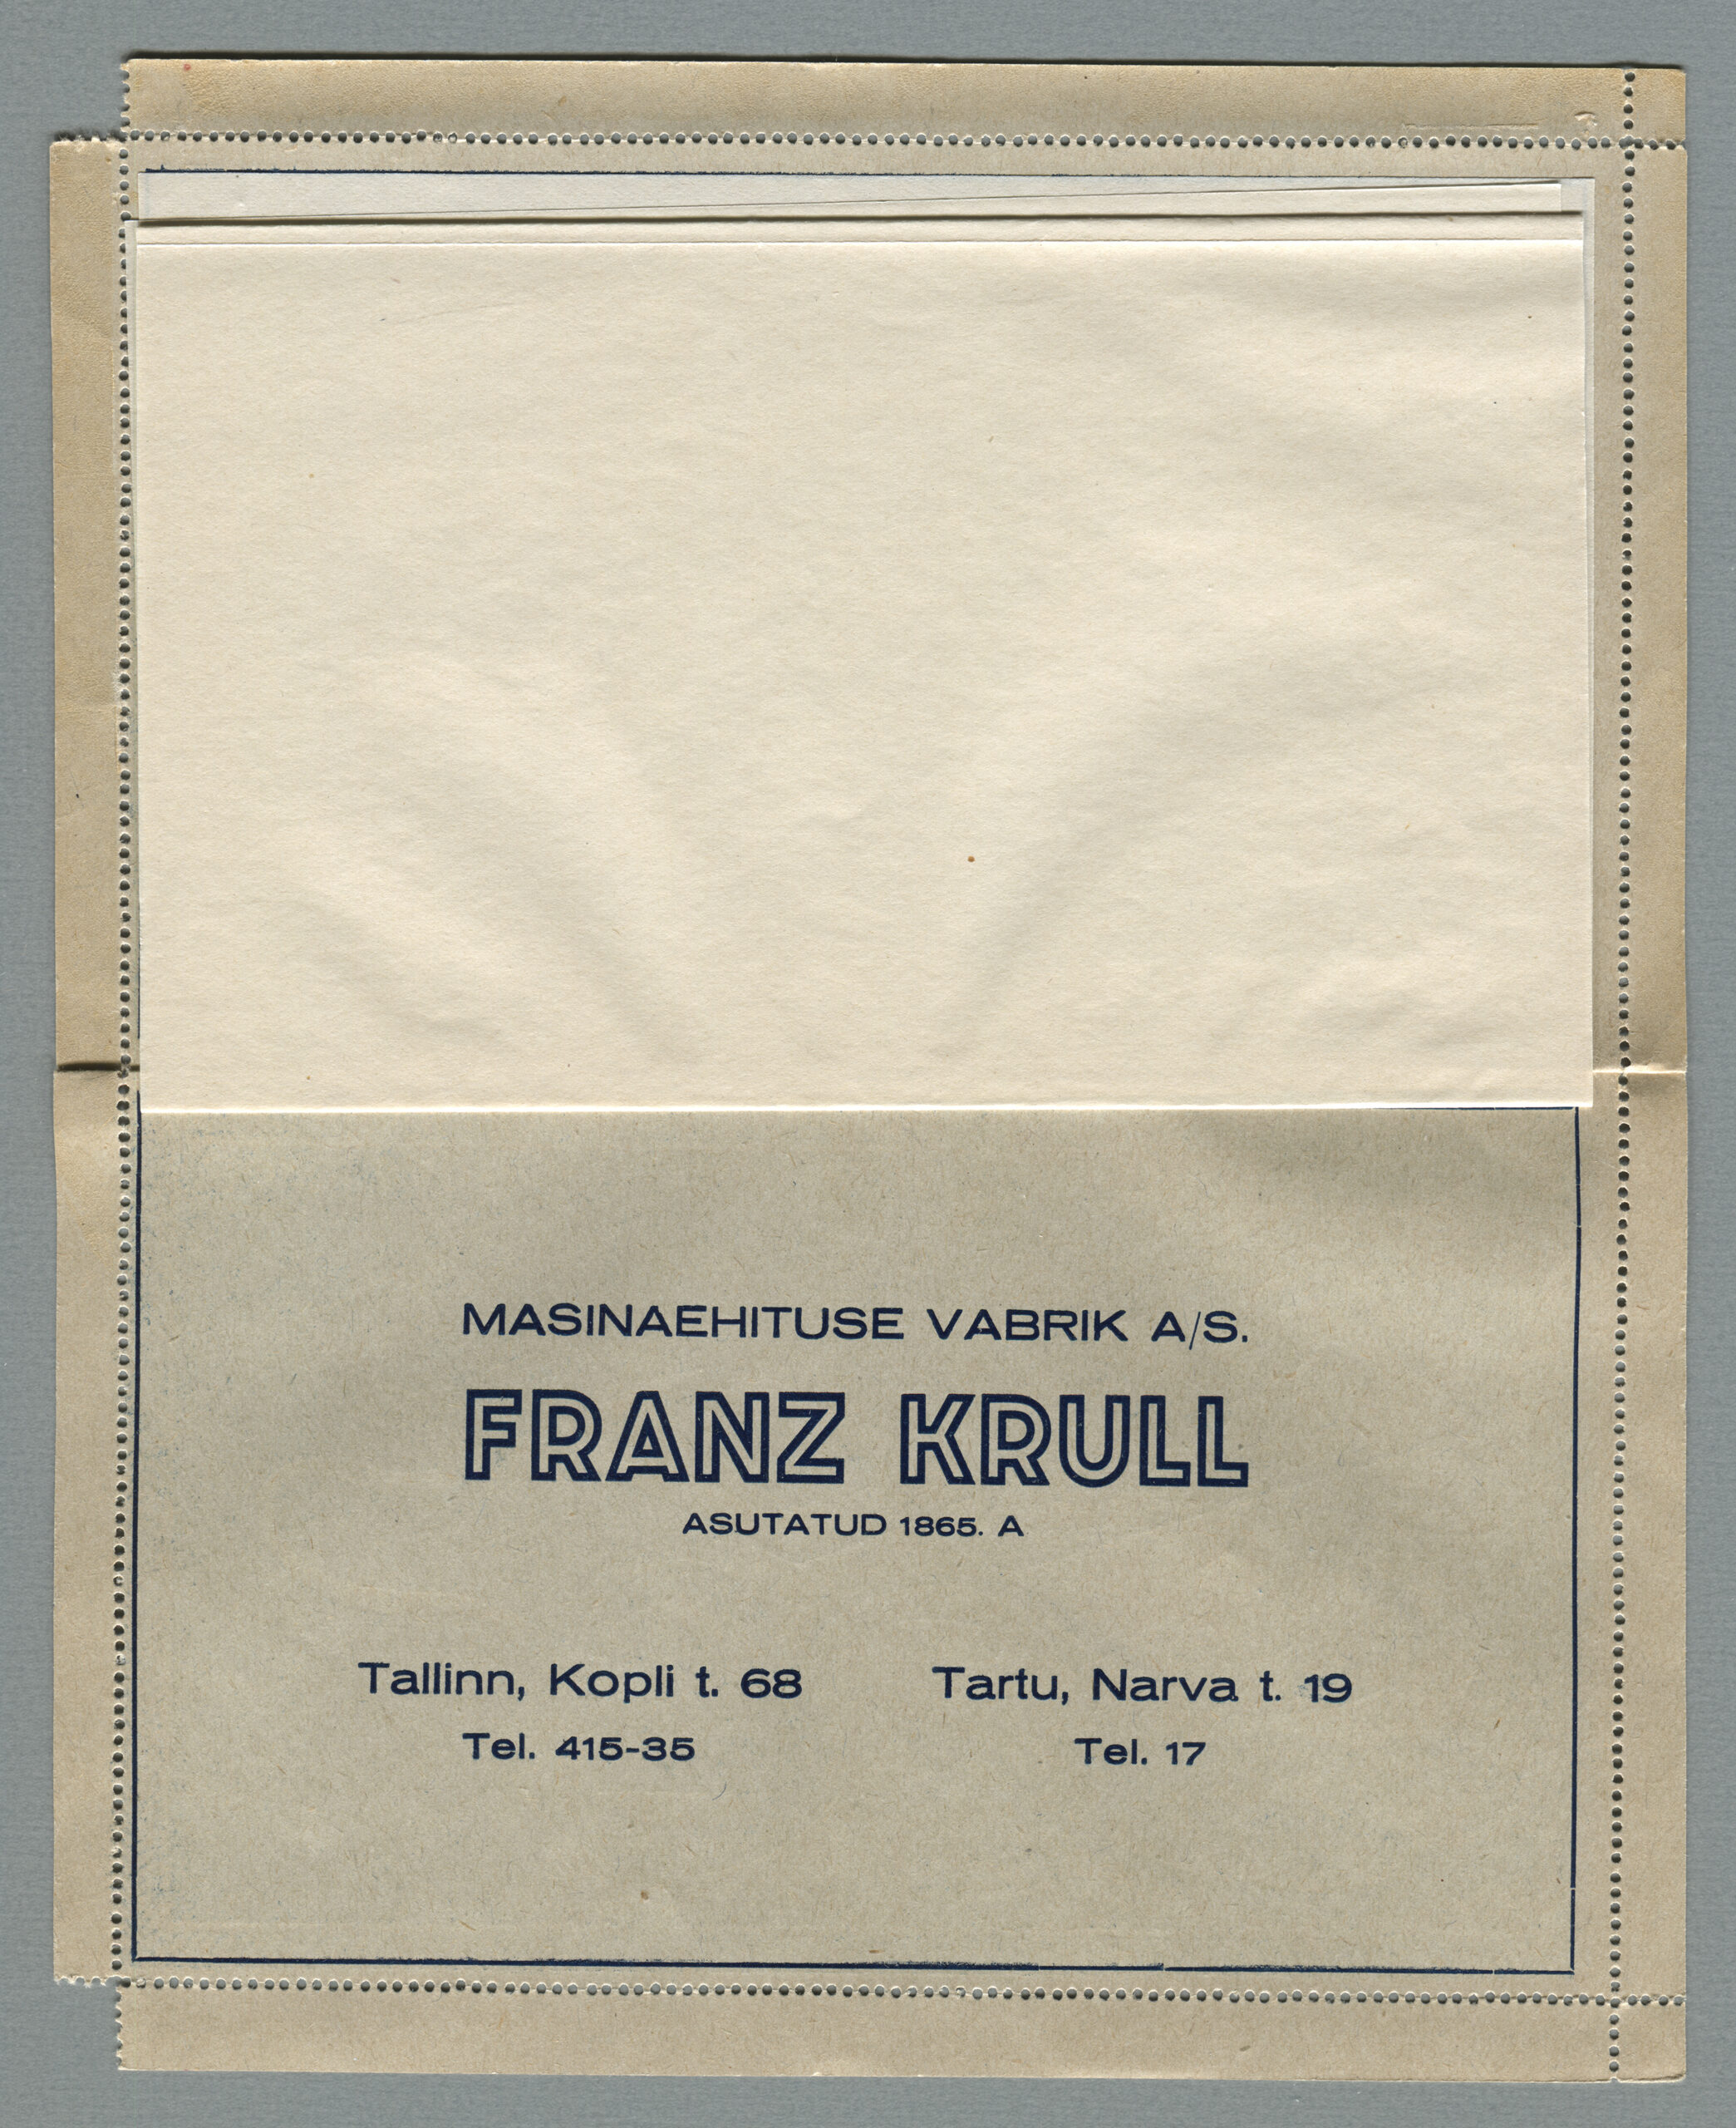 MASINAEHITUSE VABRIK A/S.
FRANZ KRULL
ASUTATUD 1865. A
Tallinn, Kopli t. 68
Tel. 415-35
Tartu, Narva t. 19
Tel. 17